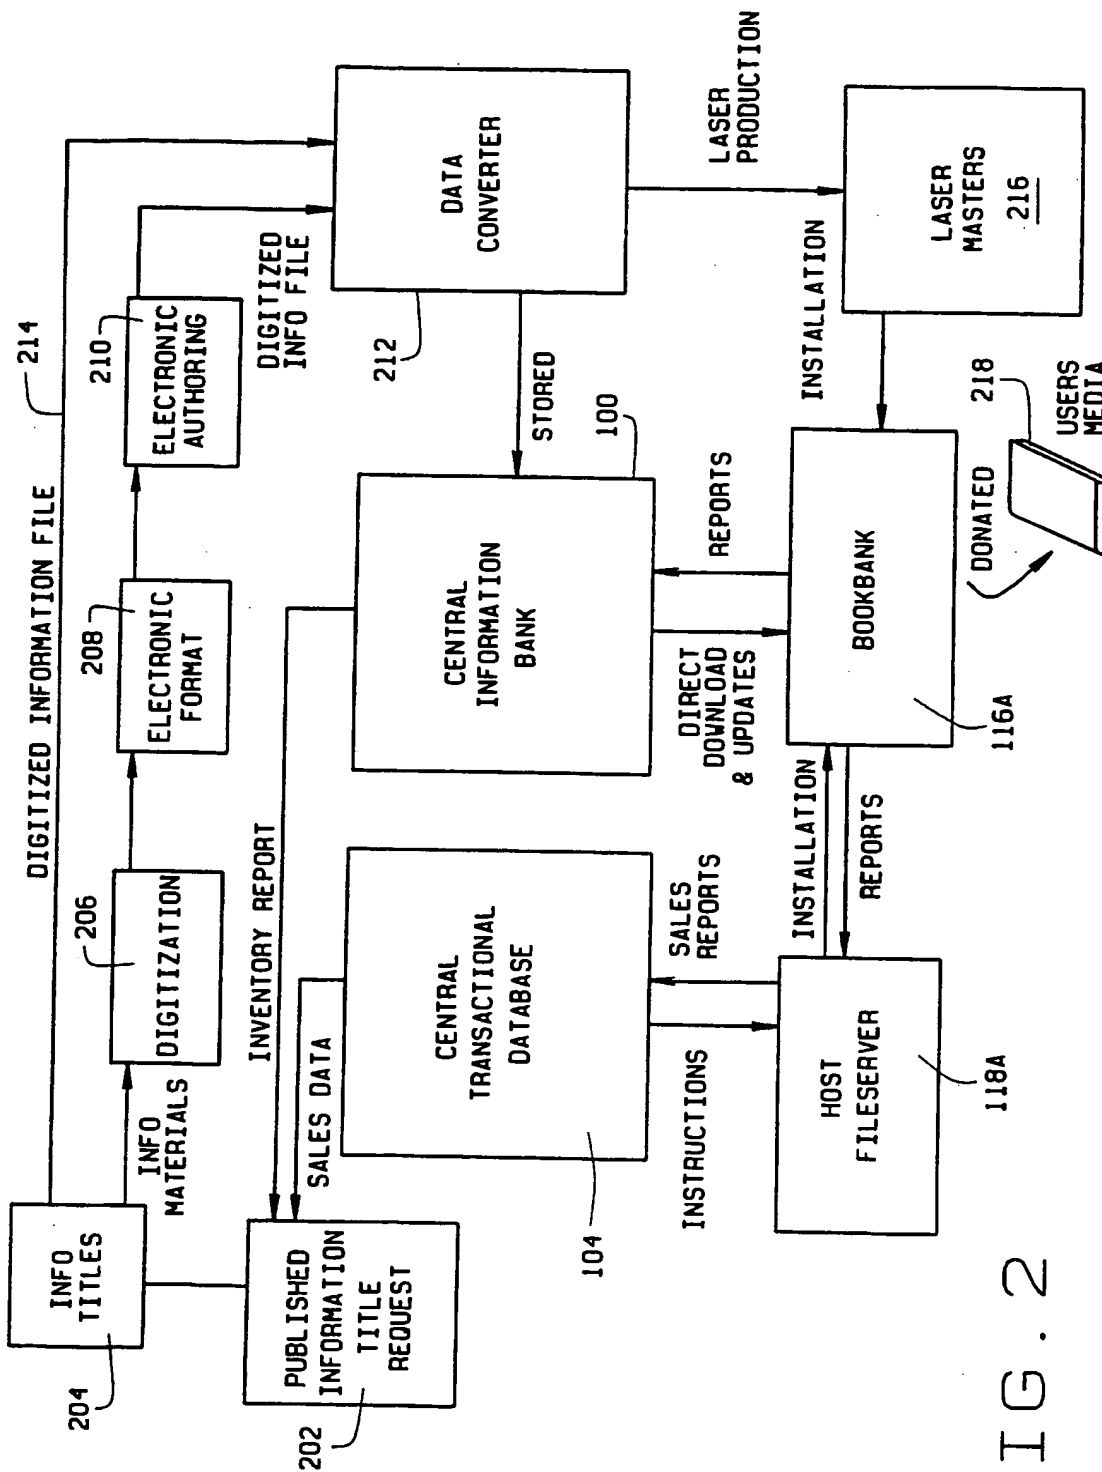 204
INFO
TITLES
202
PUBLISHED
INFORMATION
TITLE
REQUEST
DIGITIZED INFORMATION FILE
214
INFO
MATERIALS
206
DIGITIZATION
208
ELECTRONIC
FORMAT
210
ELECTRONIC
AUTHORING
DIGITIZED
INFO FILE
INVENTORY REPORT
SALES DATA
DATA
CONVERTER
212
STORED
LASER
PRODUCTION
CENTRAL
TRANSACTIONAL
DATABASE
104
CENTRAL
INFORMATION
BANK
100
INSTRUCTIONS
SALES
REPORTS
DIRECT
DOWNLOAD
& UPDATES
REPORTS
HOST
FILESERVER
118A
INSTALLATION
REPORTS
BOOKBANK
116A
INSTALLATION
LASER
MASTERS
216
DONATED
218
USERS
MEDIA
IG.2